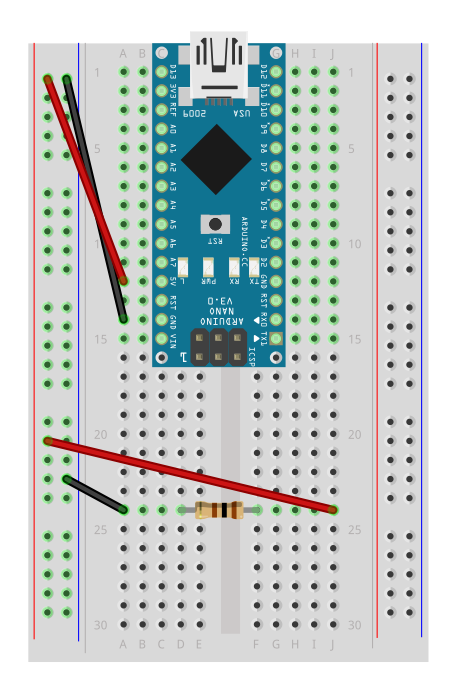 A B C G H I J
1 1
5 5
10 10
15 15
20 20
25 25
30 30
A B C D E F G H I J
D13
3V3
REF
A0
A1
A2
A3
A4
A5
A6
A7
5V
RST
GND
VIN
D12
D11
D10
D9
D8
D7
D6
D5
D4
D3
D2
GND
RST
RX0
TX1
USA
2009
RST
ARDUINO.CC
TX RX PWR L
ARDUINO
NANO
V3.0
ICSP
1